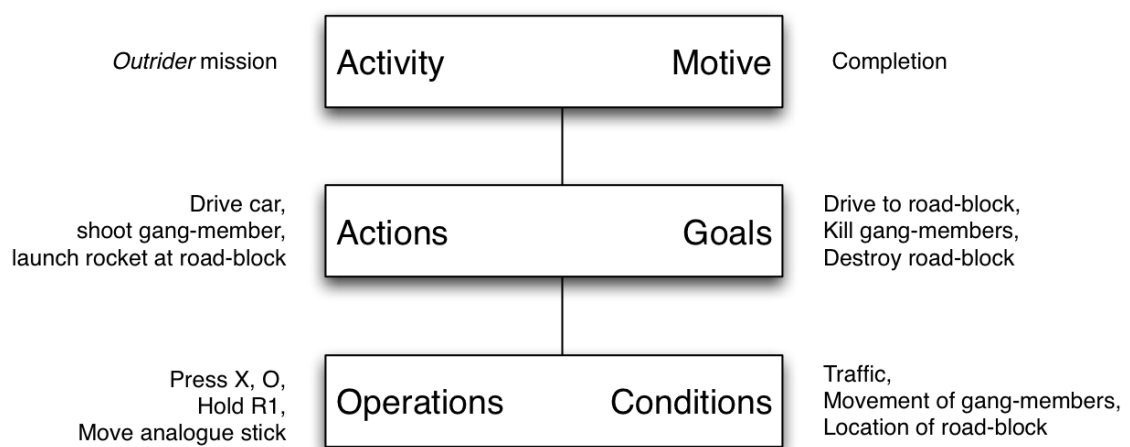 Outrider mission
Activity Motive
Completion
Drive car,
shoot gang-member,
launch rocket at road-block
Actions Goals
Drive to road-block,
Kill gang-members,
Destroy road-block
Press X, O,
Hold R1,
Move analogue stick
Operations Conditions
Traffic,
Movement of gang-members,
Location of road-block